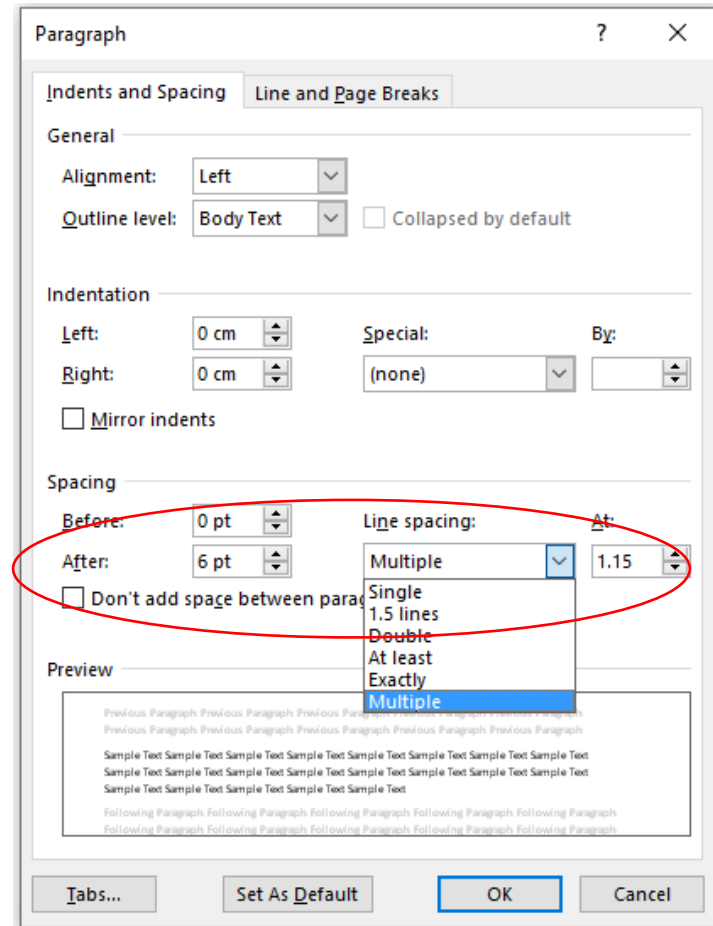 Paragraph ? ×
Indents and Spacing Line and Page Breaks
General
Alignment: Left
Outline level: Body Text Collapsed by default
Indentation
Left: 0 cm Special: By:
Right: 0 cm (none)
Mirror indents
Spacing
Before: 0 pt Line spacing: At:
After: 6 pt Multiple 1.15
Don't add space between
Single
1.5 lines
Double
At least
Exactly
Multiple
Preview
Previous Paragraph Previous Paragraph Previous Paragraph Previous Paragraph Previous Paragraph
Previous Paragraph Previous Paragraph Previous Paragraph Previous Paragraph Previous Paragraph
Sample Text Sample Text Sample Text Sample Text Sample Text Sample Text Sample Text Sample Text
Sample Text Sample Text Sample Text Sample Text Sample Text Sample Text Sample Text Sample Text
Sample Text Sample Text Sample Text Sample Text Sample Text
Following Paragraph Following Paragraph Following Paragraph Following Paragraph Following Paragraph
Following Paragraph Following Paragraph Following Paragraph Following Paragraph Following Paragraph
Tabs... Set As Default OK Cancel